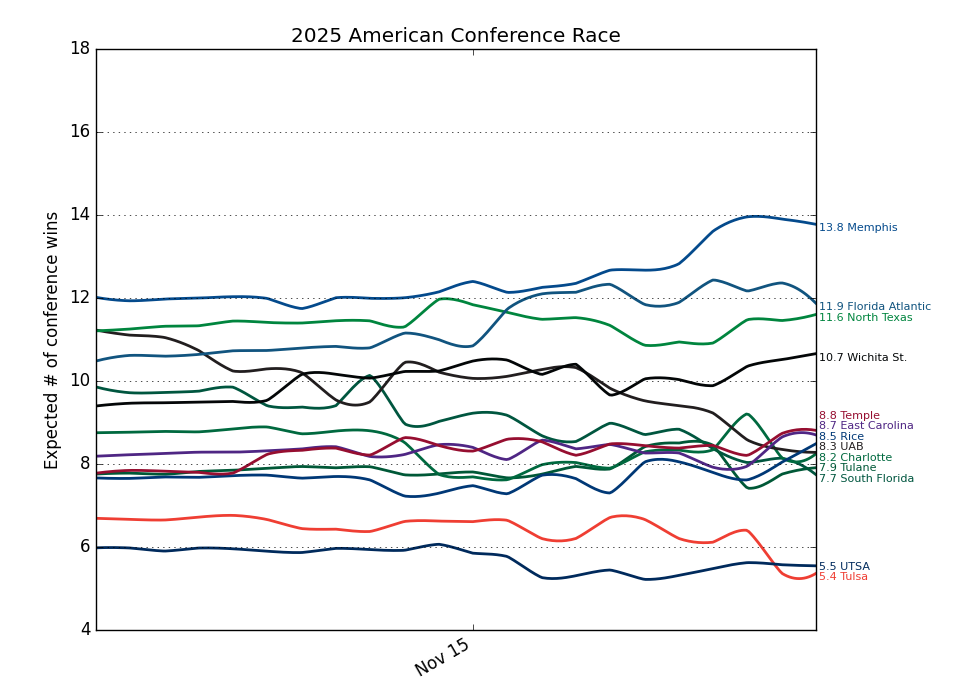 2025 American Conference Race
Expected # of conference wins
18
16
14
12
10
8
6
4
Nov 15
13.8 Memphis
11.9 Florida Atlantic
11.6 North Texas
10.7 Wichita St.
8.8 Temple
8.7 East Carolina
8.5 Rice
8.3 UAB
8.2 Charlotte
7.9 Tulane
7.7 South Florida
5.5 UTSA
5.4 Tulsa